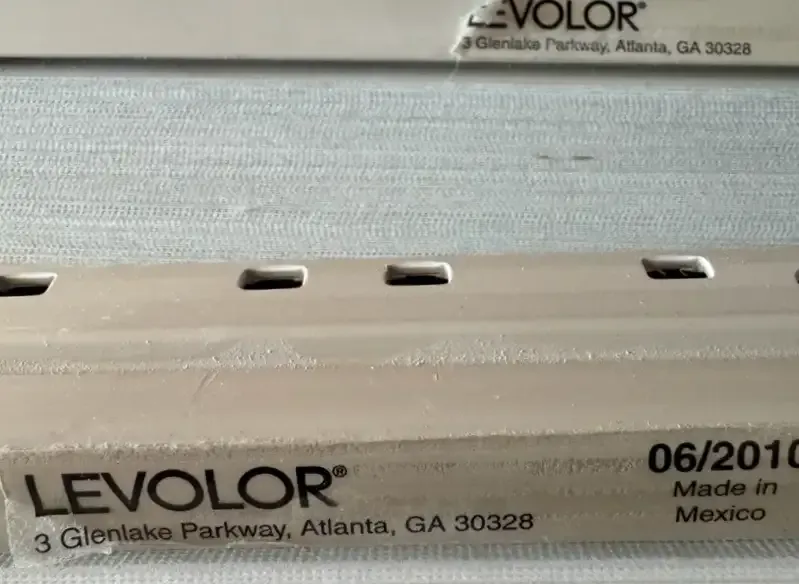 LEVOLOR®
3 Glenlake Parkway, Atlanta, GA 30328
LEVOLOR®
3 Glenlake Parkway, Atlanta, GA 30328
06/2010
Made in
Mexico